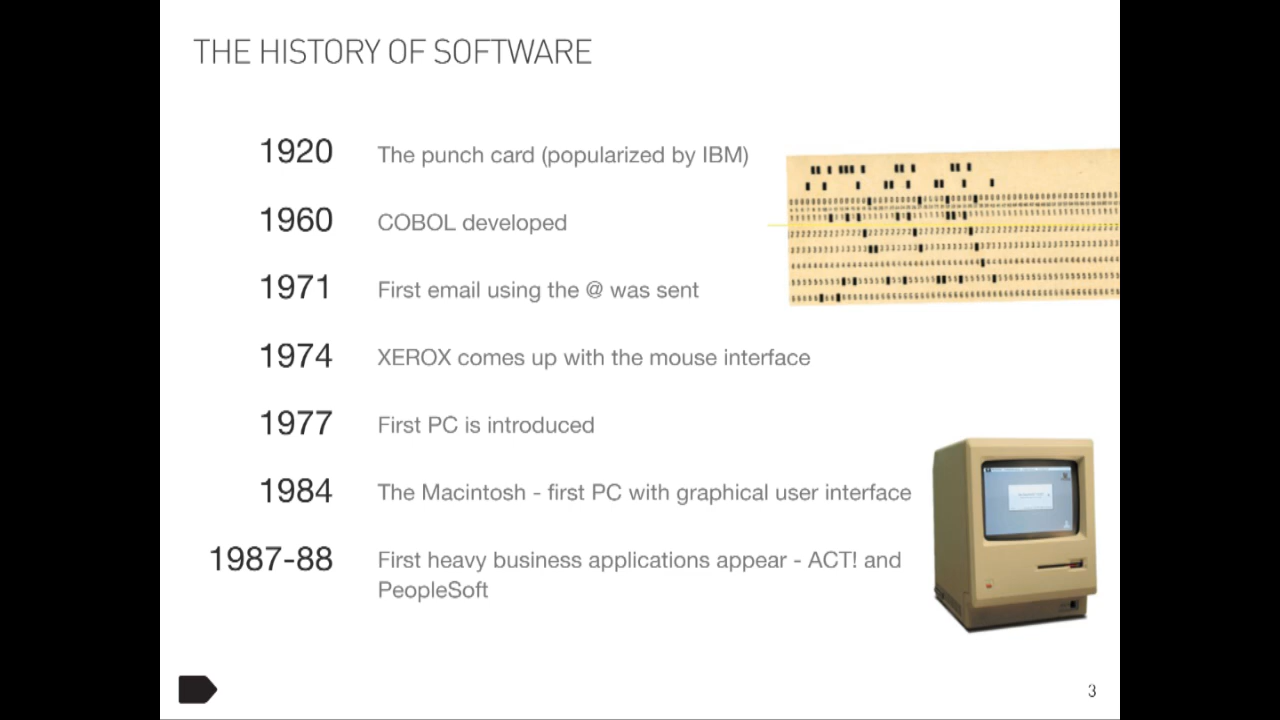 THE HISTORY OF SOFTWARE
1920 The punch card (popularized by IBM)
1960 COBOL developed
1971 First email using the @ was sent
1974 XEROX comes up with the mouse interface
1977 First PC is introduced
1984 The Macintosh - first PC with graphical user interface
1987-88 First heavy business applications appear - ACT! and
PeopleSoft
3